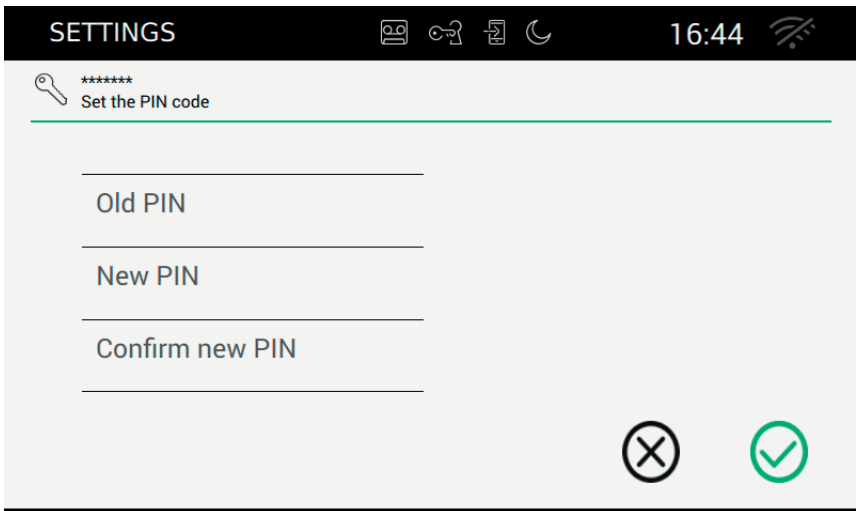 SETTINGS 16:44
*******
Set the PIN code
Old PIN
New PIN
Confirm new PIN